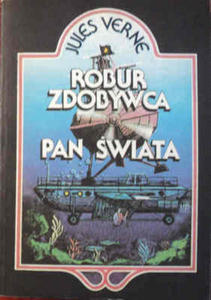 JULES VERNE
ROBUR
ZDOBYWCA
PAN ŚWIATA